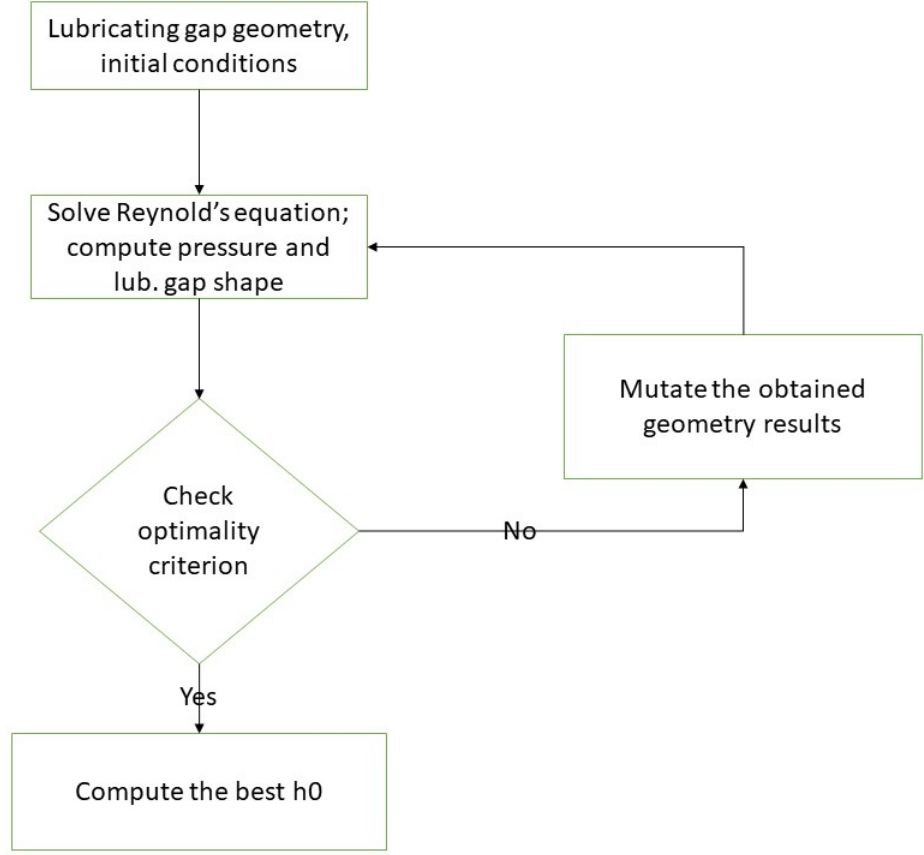 Lubricating gap geometry,
initial conditions
Solve Reynold's equation;
compute pressure and
lub. gap shape
Mutate the obtained
geometry results
Check
optimality
criterion
No
Yes
Compute the best h0